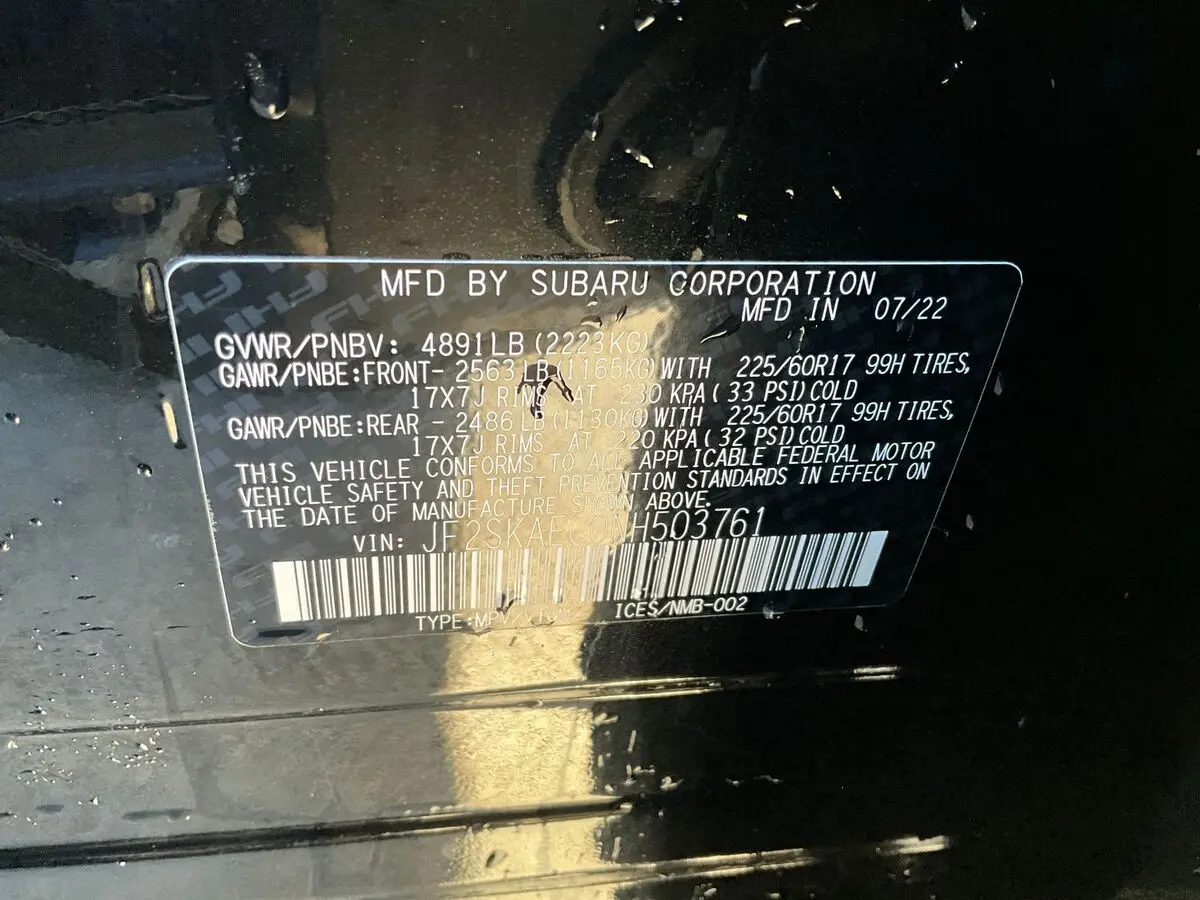 MFD BY SUBARU CORPORATION
MFD IN 07/22
GVWR/PNBV: 4891LB (2223KG)
GAWR/PNBE:FRONT- 2563 LB (1165KG) WITH 225/60R17 99H TIRES,
17X7J RIMS AT 230 KPA ( 33 PSI) COLD
GAWR/PNBE:REAR - 2486 LB (1130KG) WITH 225/60R17 99H TIRES,
17X7J RIMS AT 220 KPA ( 32 PSI) COLD
THIS VEHICLE CONFORMS TO ALL APPLICABLE FEDERAL MOTOR
VEHICLE SAFETY AND THEFT PREVENTION STANDARDS IN EFFECT ON
THE DATE OF MANUFACTURE SHOWN ABOVE.
VIN:
TYPE:
ICES/NMB-002